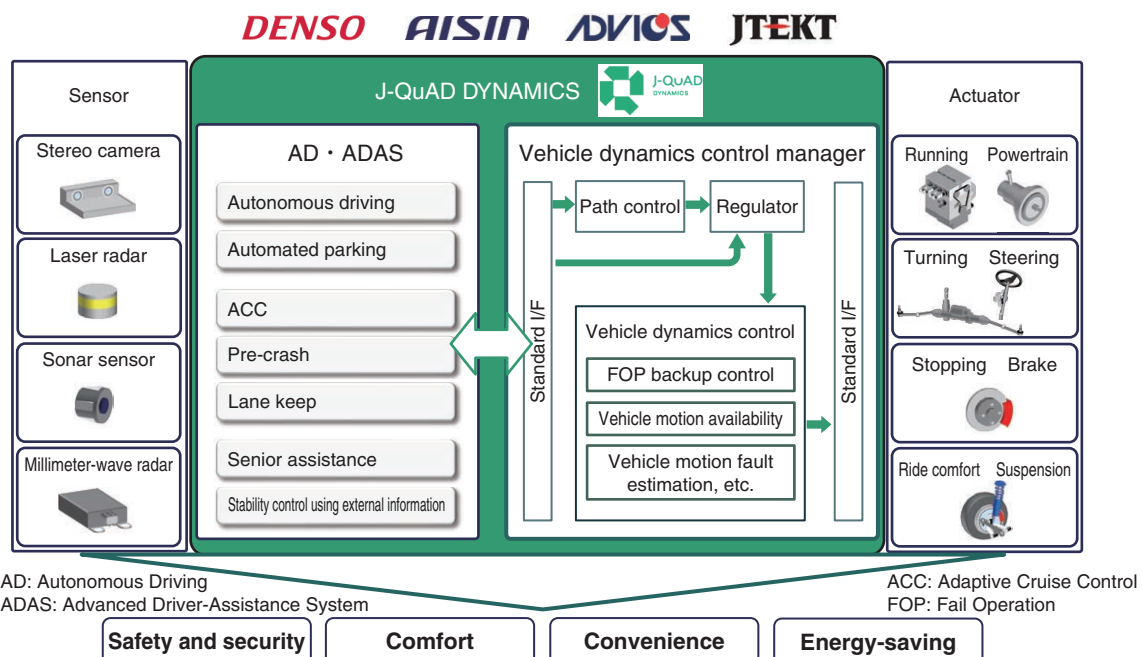 DENSO AISIN ADVICS JTEKT
J-QuAD DYNAMICS
J-QuAD
DYNAMICS
Sensor
Stereo camera
Laser radar
Sonar sensor
Millimeter-wave radar
AD・ADAS
Autonomous driving
Automated parking
ACC
Pre-crash
Lane keep
Senior assistance
Stability control using external information
Vehicle dynamics control manager
Standard I/F
Path control
Regulator
Vehicle dynamics control
FOP backup control
Vehicle motion availability
Vehicle motion fault
estimation, etc.
Standard I/F
Actuator
Running Powertrain
Turning Steering
Stopping Brake
Ride comfort Suspension
AD: Autonomous Driving
ADAS: Advanced Driver-Assistance System
ACC: Adaptive Cruise Control
FOP: Fail Operation
Safety and security
Comfort
Convenience
Energy-saving